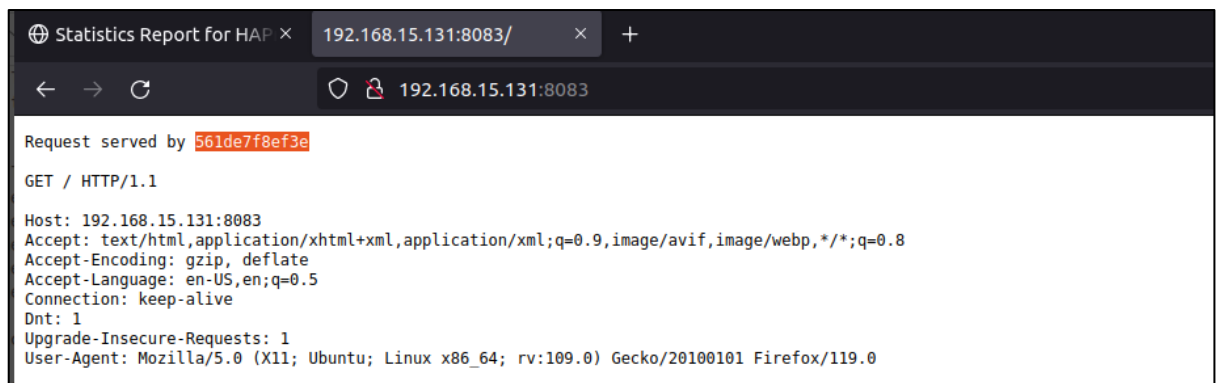 Statistics Report for HAP
192.168.15.131:8083/
192.168.15.131:8083
Request served by 561de7f8ef3e
GET / HTTP/1.1
Host: 192.168.15.131:8083
Accept: text/html,application/xhtml+xml,application/xml;q=0.9,image/avif,image/webp,*/*;q=0.8
Accept-Encoding: gzip, deflate
Accept-Language: en-US,en;q=0.5
Connection: keep-alive
Dnt: 1
Upgrade-Insecure-Requests: 1
User-Agent: Mozilla/5.0 (X11; Ubuntu; Linux x86_64; rv:109.0) Gecko/20100101 Firefox/119.0